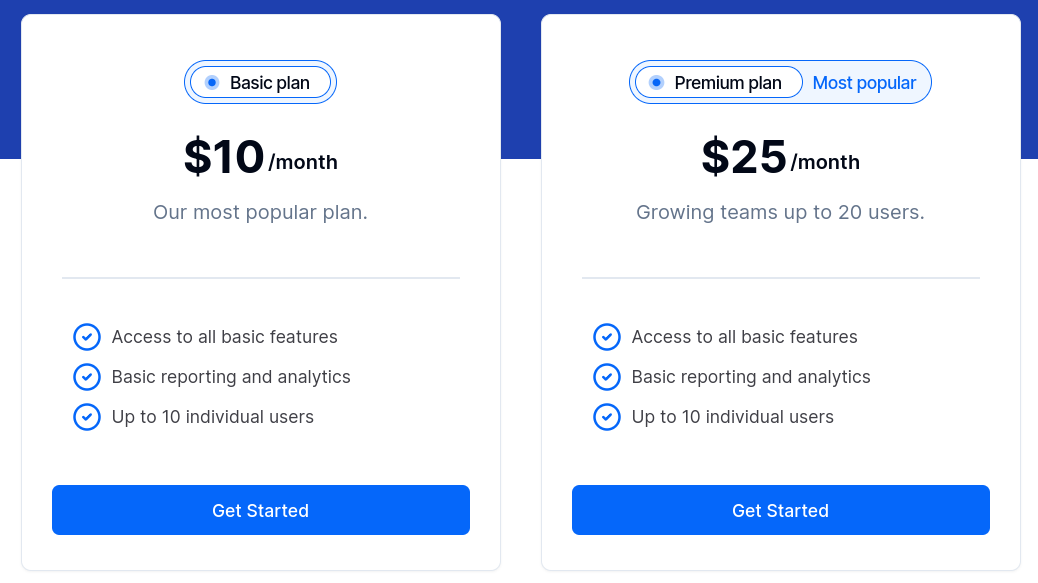 Basic plan
$10/month
Our most popular plan.
Access to all basic features
Basic reporting and analytics
Up to 10 individual users
Get Started
Premium plan Most popular
$25/month
Growing teams up to 20 users.
Access to all basic features
Basic reporting and analytics
Up to 10 individual users
Get Started